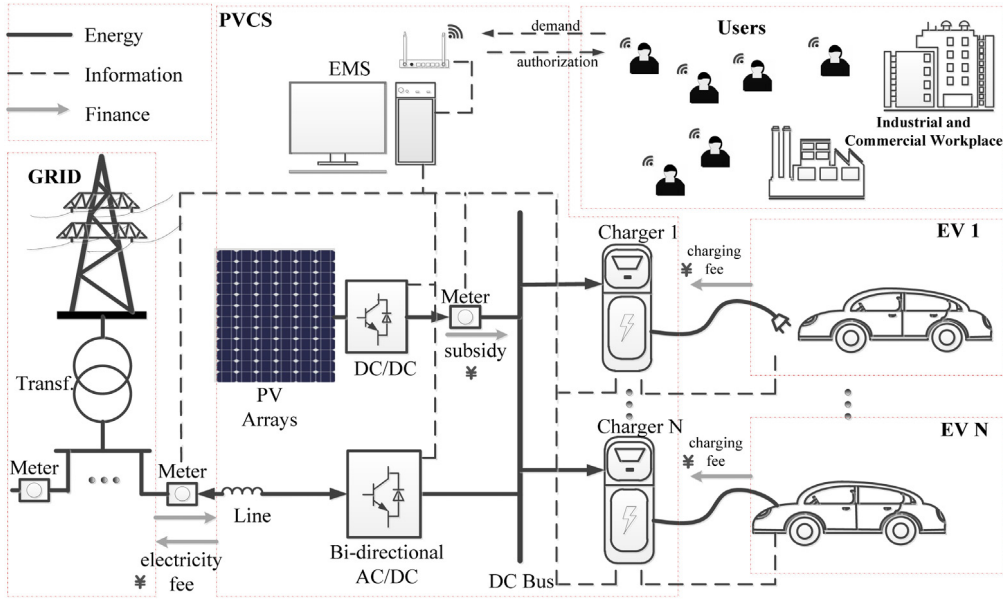 Energy
Information
Finance
PVCS
EMS
demand
authorization
Users
Industrial and
Commercial Workplace
GRID
Transf.
Meter
Meter
electricity
¥
fee
Line
PV
Arrays
DC/DC
Meter
subsidy
¥
Bi-directional
AC/DC
DC Bus
Charger 1
charging
¥ fee
EV 1
Charger N
charging
¥ fee
EV N